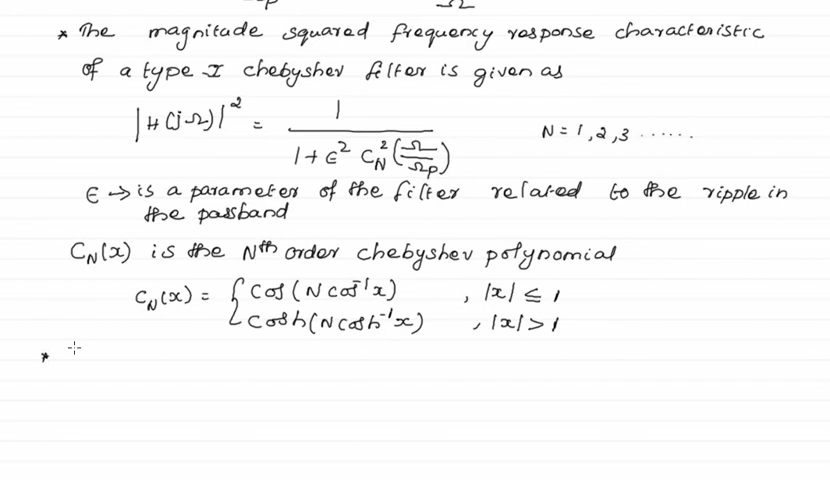 * The magnitude squared frequency response characteristic
of a type-I chebyshev filter is given as
|H(jΩ)|² = 1 / (1 + ε² C_N² (Ω/Ωp)) N = 1, 2, 3 ......
ε → is a parameter of the filter related to the ripple in
the passband
C_N(x) is the Nth order chebyshev polynomial
C_N(x) = { cos(N cos⁻¹x) , |x| ≤ 1
cosh(N cosh⁻¹x) , |x| > 1
*